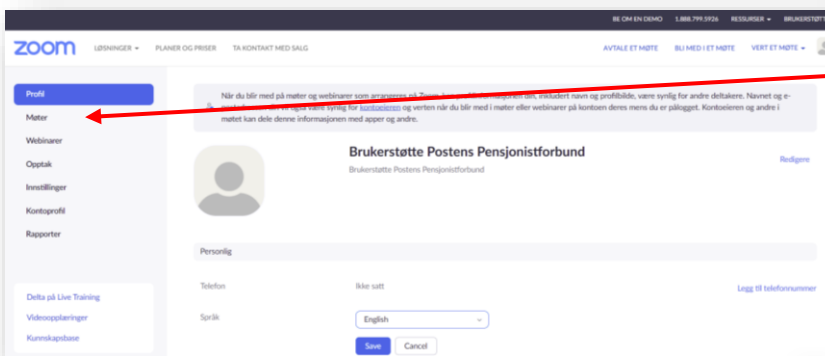 BE OM EN DEMO 1.888.799.5926 RESSURSER BRUKERSTØTT
zoom LØSNINGER PLANER OG PRISER TA KONTAKT MED SALG AVTALE ET MØTE BLI MED I ET MØTE VERT ET MØTE
Profil
Møter
Webinarer
Opptak
Innstillinger
Kontoprofil
Rapporter
Delta på Live Training
Videoopplæringer
Kunnskapsbase
Når du blir med på møter og webinarer som arrangeres på Zoom, kan profilinformasjonen din, inkludert navn og profilbilde, være synlig for andre deltakere. Navnet og e-
vil også være synlig for kontoeieren og verten når du blir med i møter eller webinarer på kontoen deres mens du er pålogget. Kontoeieren og andre i
møtet kan dele denne informasjonen med apper og andre.
Brukerstøtte Postens Pensjonistforbund
Brukerstøtte Postens Pensjonistforbund
Redigere
Personlig
Telefon Ikke satt Legg til telefonnummer
Språk English
Save Cancel